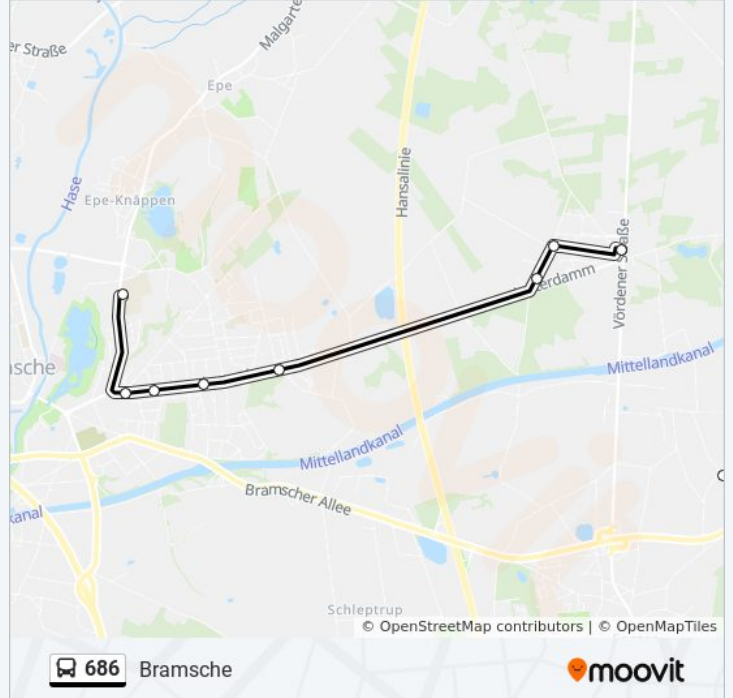 er Straße
Malgarte
Epe
Hase
Hansalinie
Epe-Knäppen
Vördener Straße
erdamm
sche
Mittellandkanal
Mittellandkanal
kanal
Bramscher Allee
Schleptrup
© OpenStreetMap contributors | © OpenMapTiles
686 Bramsche
moovit